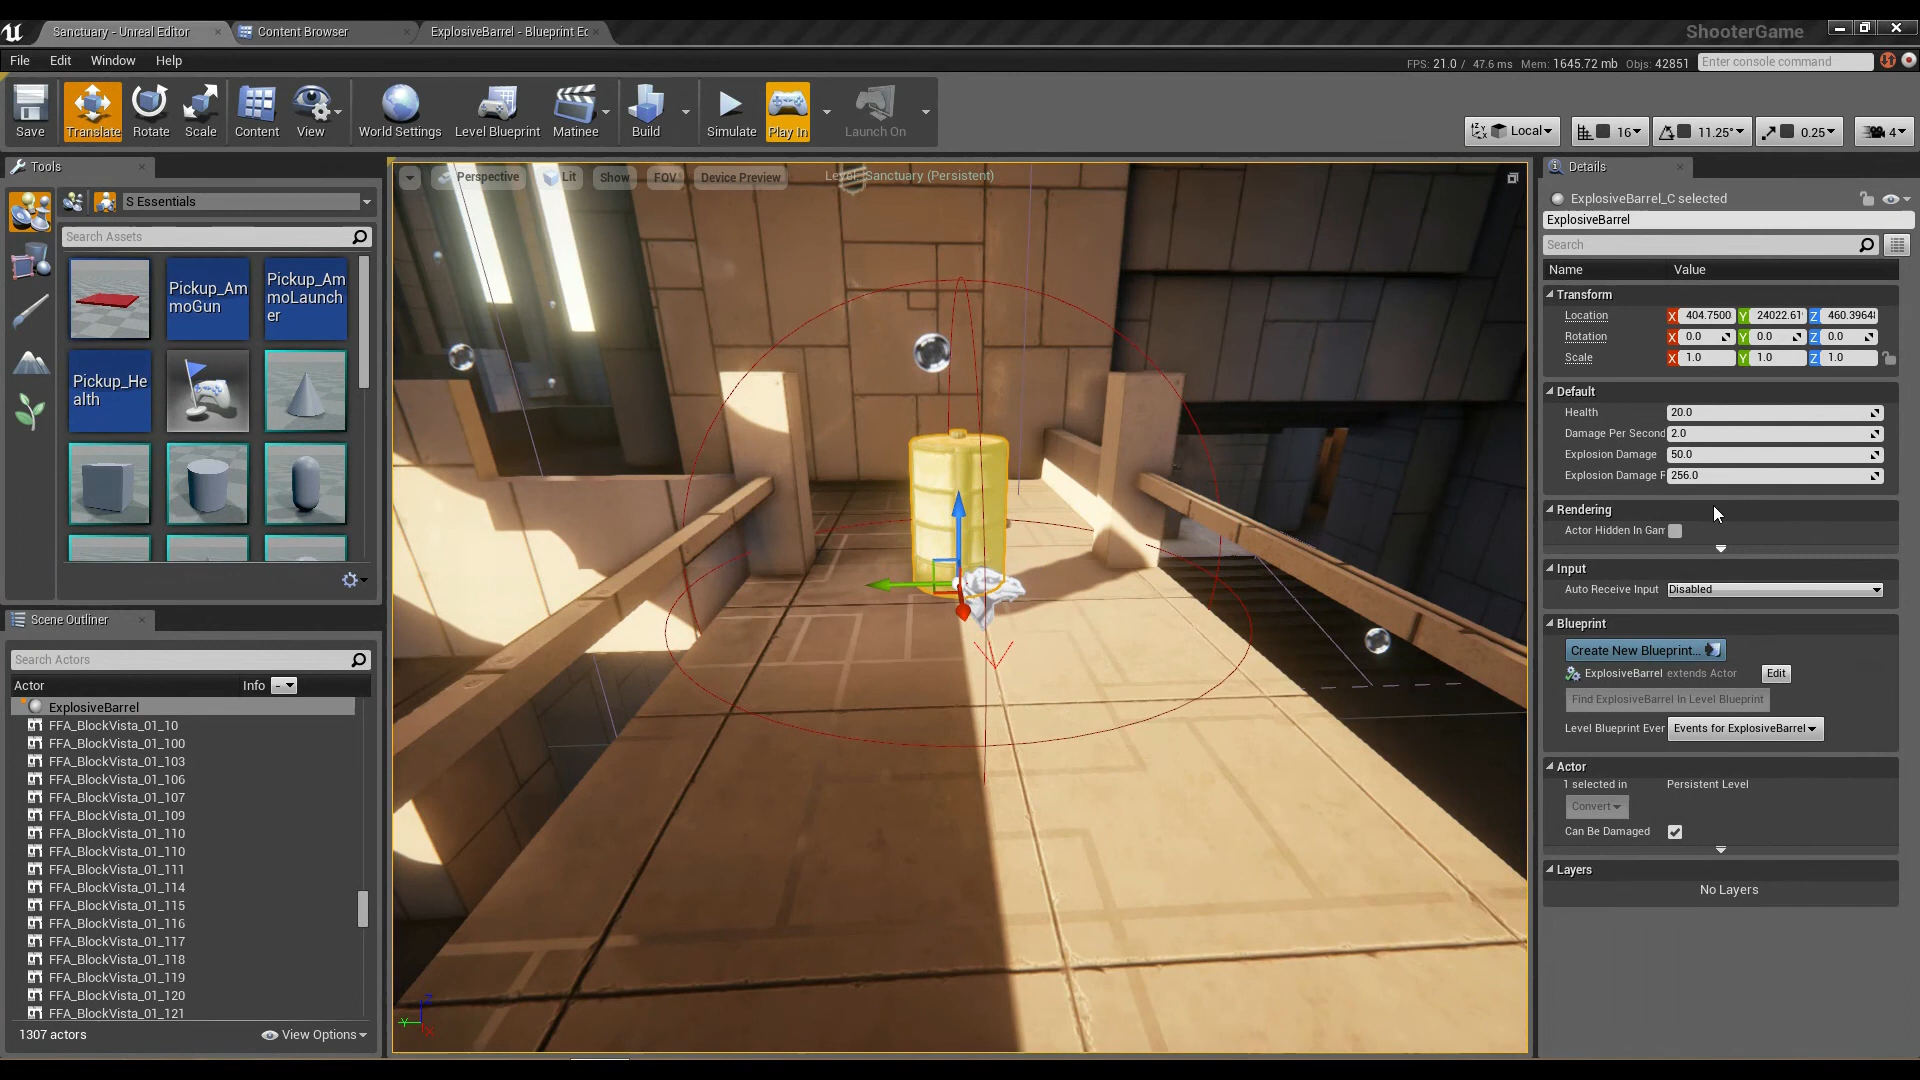 Sanctuary - Unreal Editor
Content Browser
ExplosiveBarrel - Blueprint Ec
ShooterGame
File Edit Window Help
FPS: 21.0 / 47.6 ms Mem: 1645.72 mb Objs: 42851
Enter console command
Save Translate Rotate Scale Content View World Settings Level Blueprint Matinee Build Simulate Play In Launch On
Local 16 11.25° 0.25 4
Tools
S Essentials
Search Assets
Pickup_Am
moGun
Pickup_A
mmoLaunch
er
Pickup_He
alth
Scene Outliner
Search Actors
Actor Info -
ExplosiveBarrel
FFA_BlockVista_01_10
FFA_BlockVista_01_100
FFA_BlockVista_01_103
FFA_BlockVista_01_106
FFA_BlockVista_01_107
FFA_BlockVista_01_109
FFA_BlockVista_01_110
FFA_BlockVista_01_110
FFA_BlockVista_01_111
FFA_BlockVista_01_114
FFA_BlockVista_01_115
FFA_BlockVista_01_116
FFA_BlockVista_01_117
FFA_BlockVista_01_118
FFA_BlockVista_01_119
FFA_BlockVista_01_120
FFA_BlockVista_01_121
1307 actors View Options
Perspective Lit Show FOV Device Preview
Level: Sanctuary (Persistent)
Z
Y X
Details
ExplosiveBarrel_C selected
ExplosiveBarrel
Search
Name Value
Transform
Location X 404.7500 Y 24022.61 Z 460.3964
Rotation X 0.0 Y 0.0 Z 0.0
Scale X 1.0 Y 1.0 Z 1.0
Default
Health 20.0
Damage Per Second 2.0
Explosion Damage 50.0
Explosion Damage F 256.0
Rendering
Actor Hidden In Gam
Input
Auto Receive Input Disabled
Blueprint
Create New Blueprint...
ExplosiveBarrel extends Actor Edit
Find ExplosiveBarrel In Level Blueprint
Level Blueprint Ever Events for ExplosiveBarrel
Actor
1 selected in Persistent Level
Convert
Can Be Damaged
Layers
No Layers